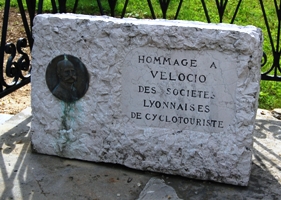 HOMMAGE A
VELOCIO
DES SOCIETES
LYONNAISES
DE CYCLOTOURISTE